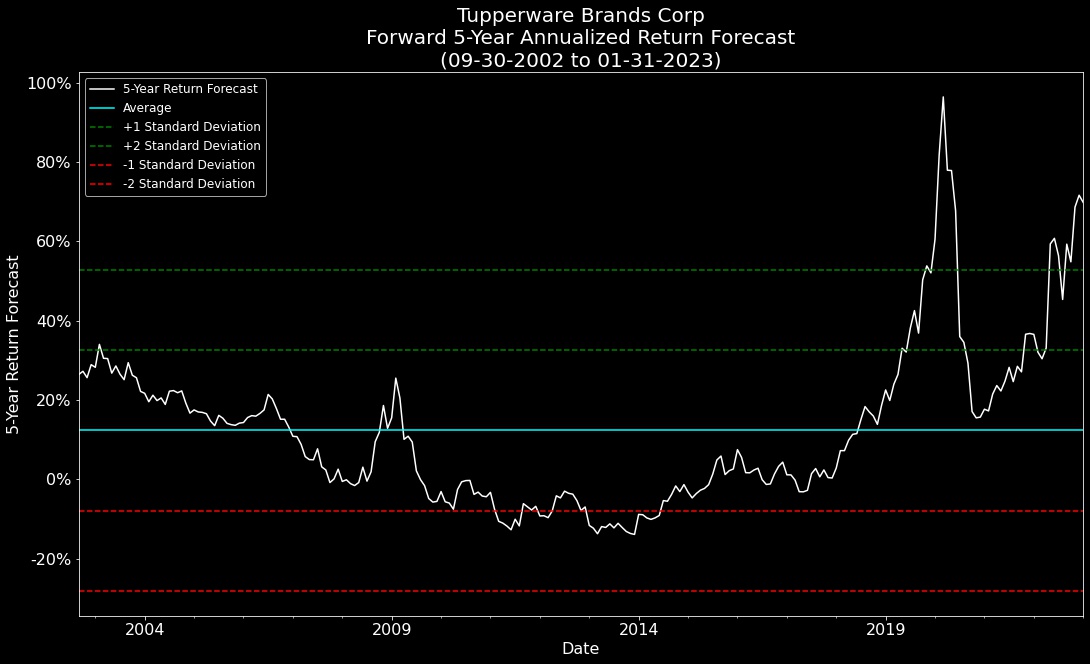 Tupperware Brands Corp
Forward 5-Year Annualized Return Forecast
(09-30-2002 to 01-31-2023)
5-Year Return Forecast
Average
+1 Standard Deviation
+2 Standard Deviation
-1 Standard Deviation
-2 Standard Deviation
100%
80%
60%
40%
20%
0%
-20%
5-Year Return Forecast
2004
2009
2014
2019
Date